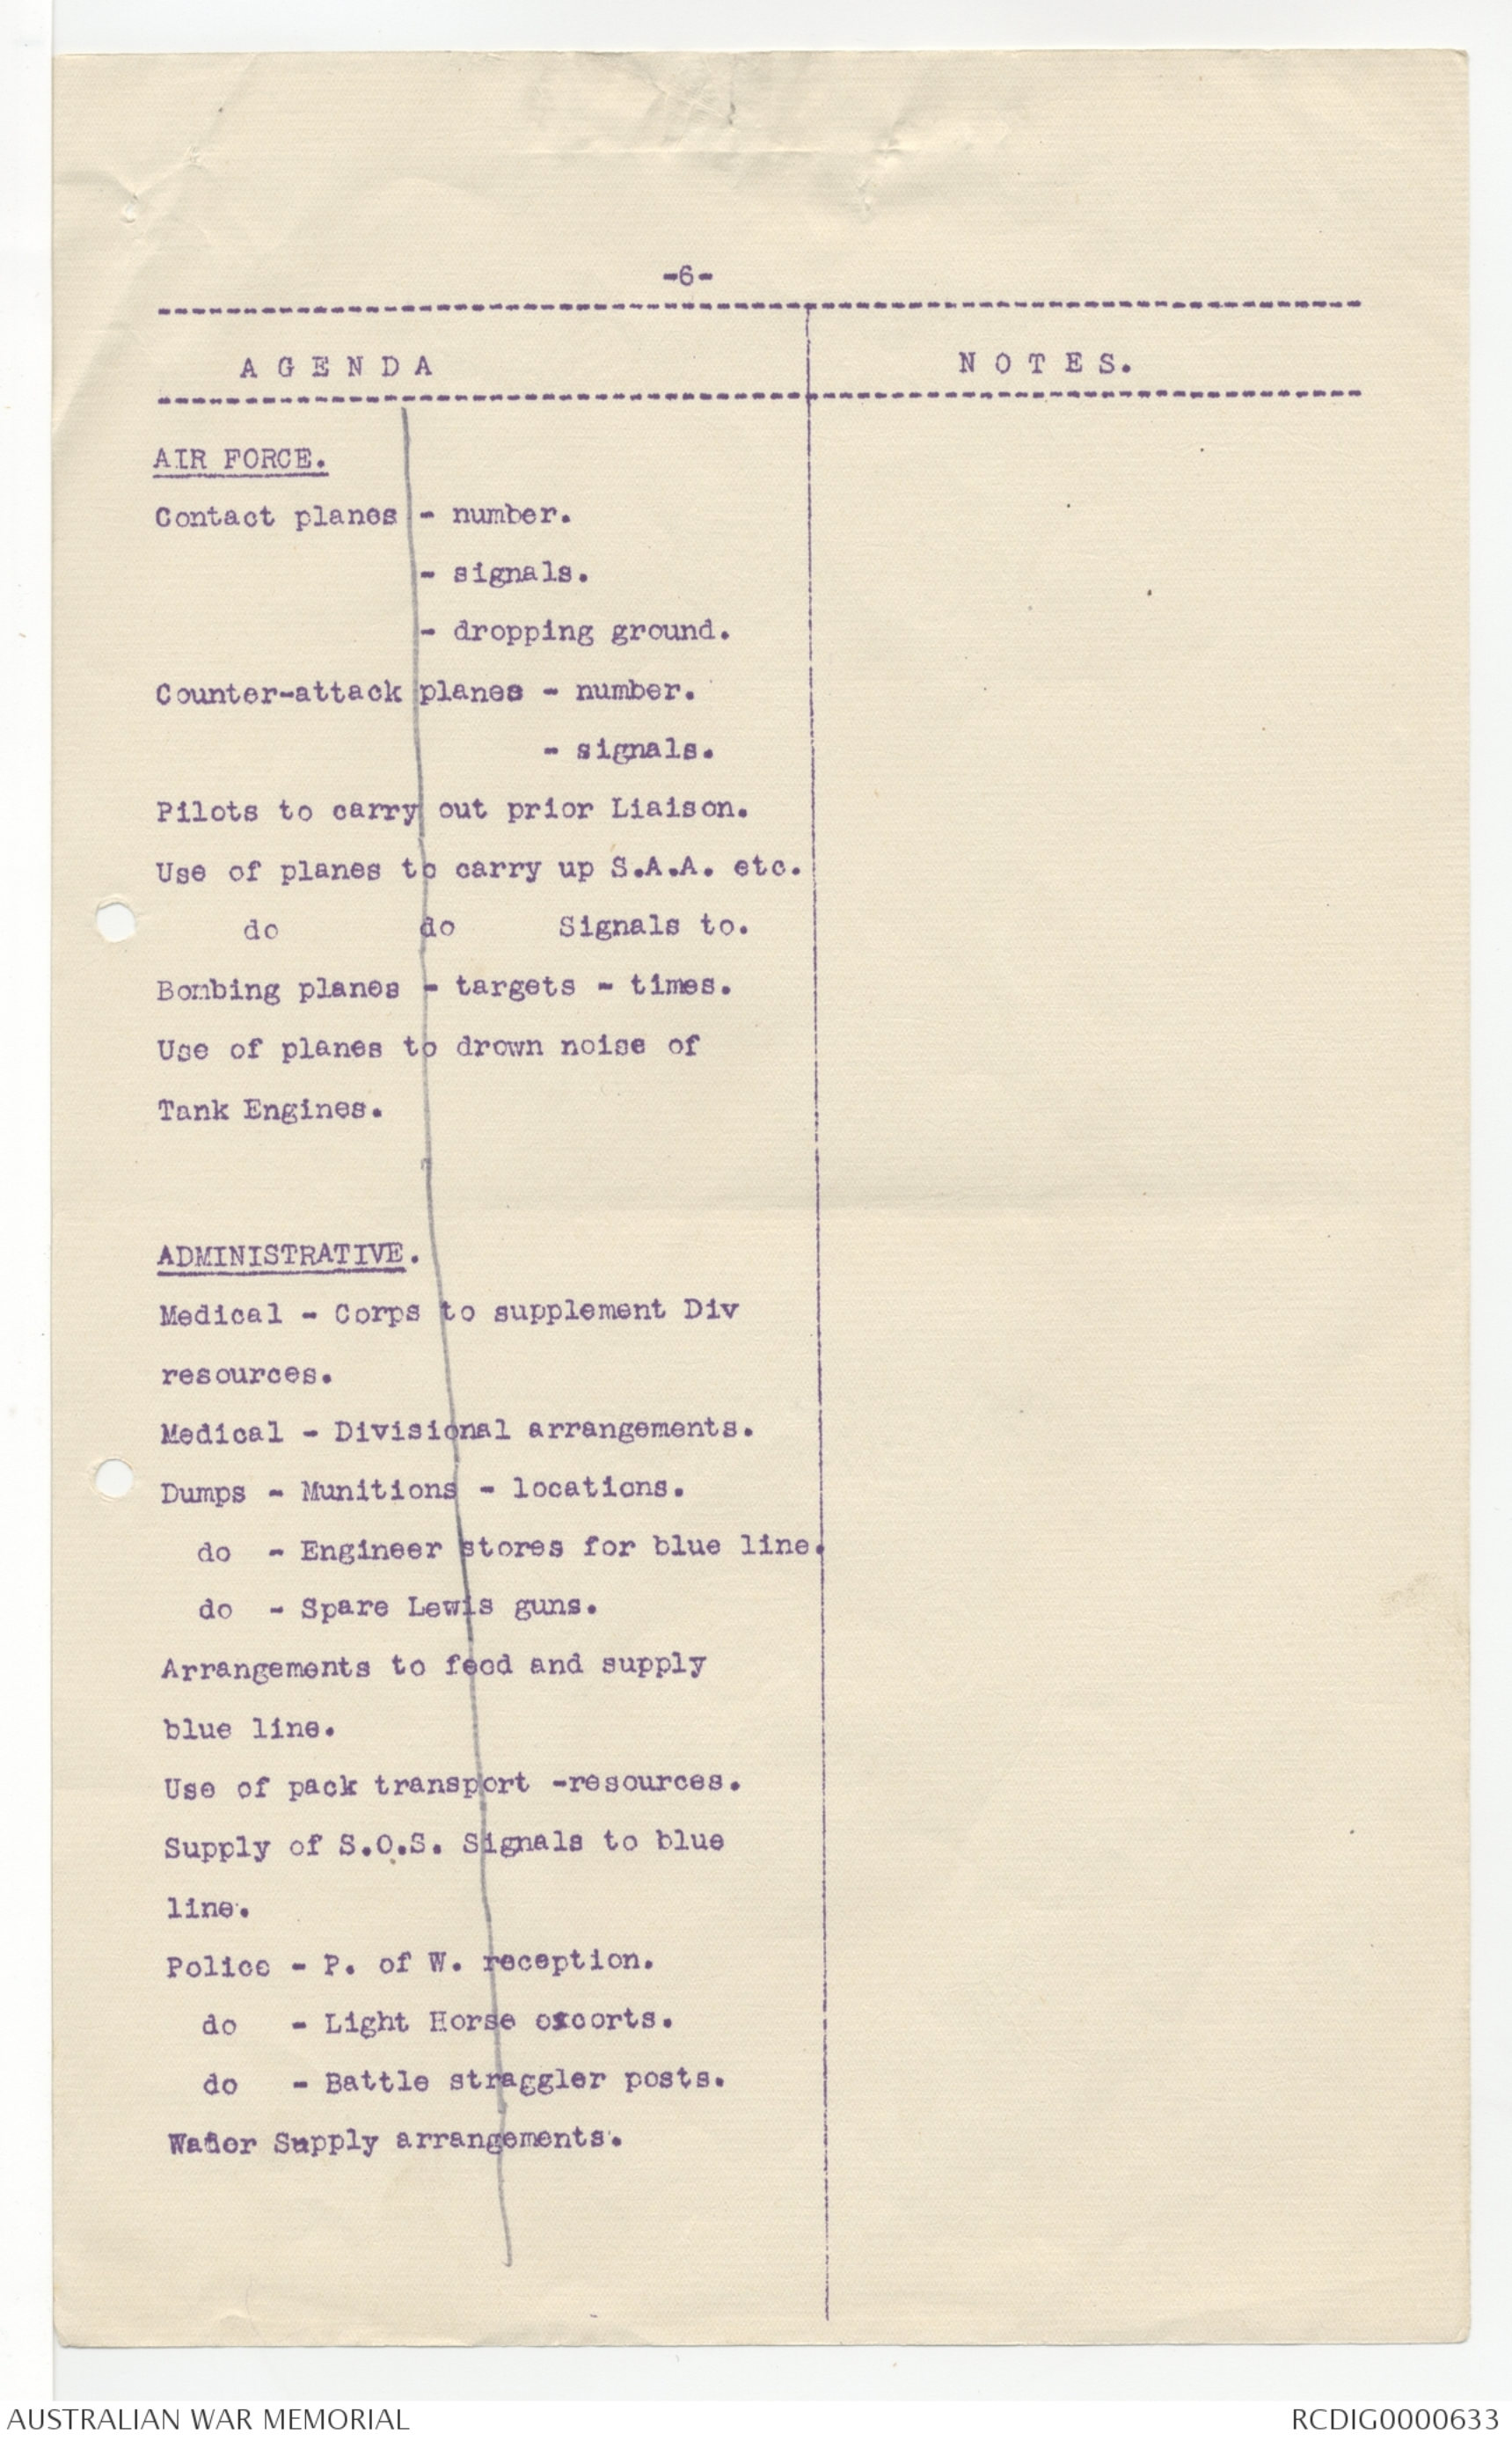 -6-
A G E N D A
N O T E S.
AIR FORCE.
Contact planes - number.
- signals.
- dropping ground.
Counter-attack planes - number.
- signals.
Pilots to carry out prior Liaison.
Use of planes to carry up S.A.A. etc.
do do Signals to.
Bombing planes - targets - times.
Use of planes to drown noise of
Tank Engines.
ADMINISTRATIVE.
Medical - Corps to supplement Div
resources.
Medical - Divisional arrangements.
Dumps - Munitions - locations.
do - Engineer stores for blue line.
do - Spare Lewis guns.
Arrangements to feed and supply
blue line.
Use of pack transport -resources.
Supply of S.O.S. Signals to blue
line.
Police - P. of W. reception.
do - Light Horse escorts.
do - Battle straggler posts.
Water Supply arrangements.
AUSTRALIAN WAR MEMORIAL
RCDIG0000633